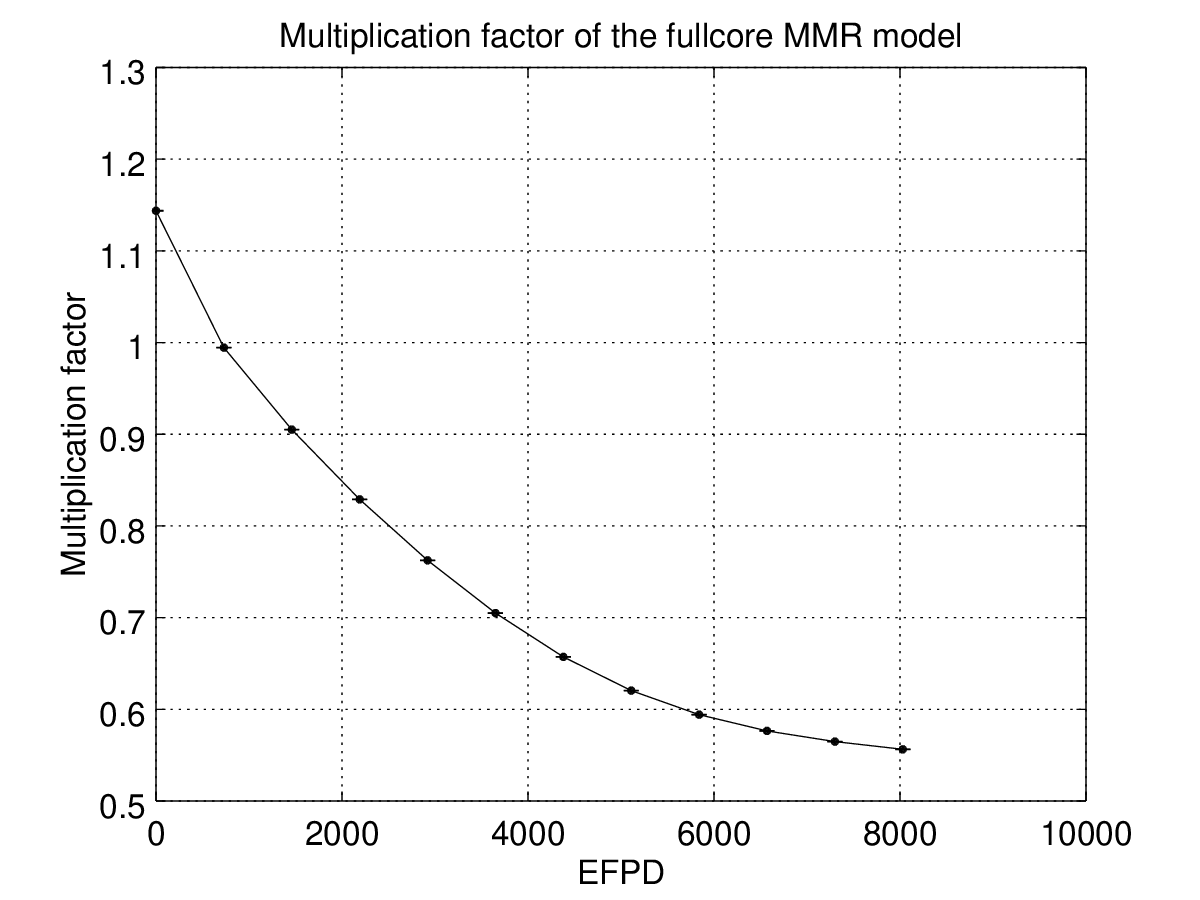 Multiplication factor of the fullcore MMR model
1.3
1.2
1.1
1
0.9
0.8
0.7
0.6
0.5
Multiplication factor
0 2000 4000 6000 8000 10000
EFPD